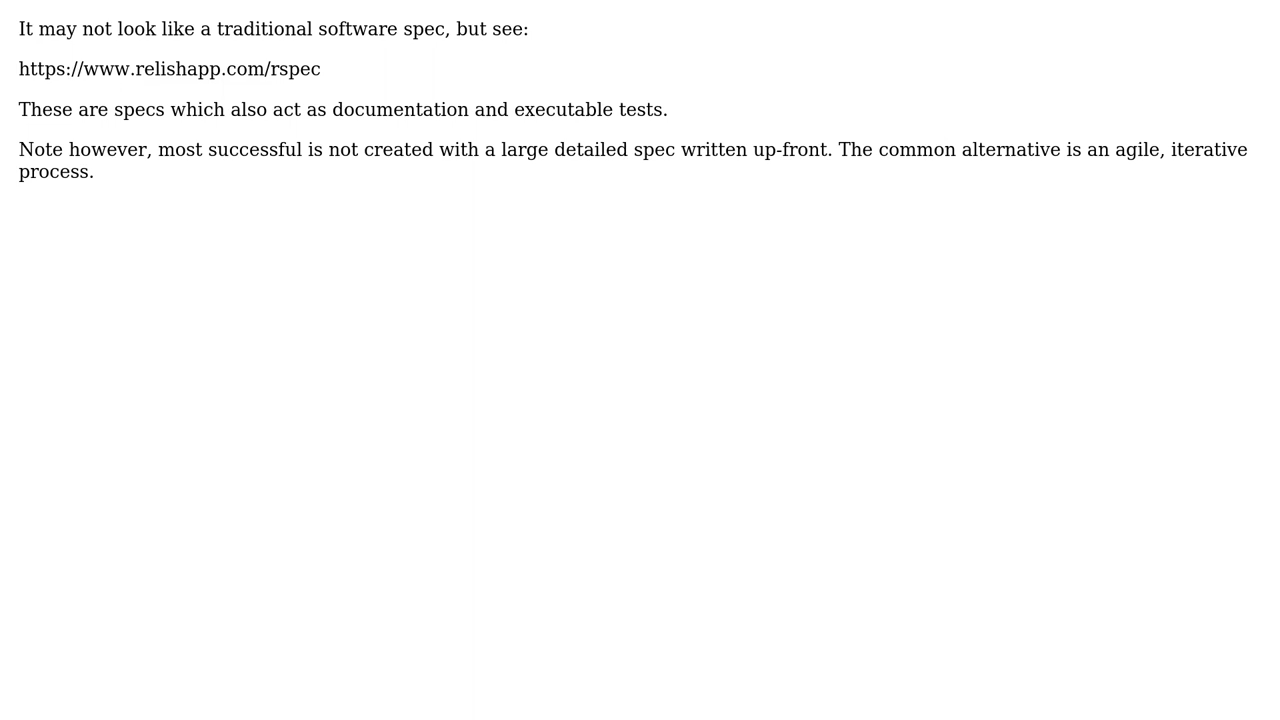 It may not look like a traditional software spec, but see:
https://www.relishapp.com/rspec
These are specs which also act as documentation and executable tests.
Note however, most successful is not created with a large detailed spec written up-front. The common alternative is an agile, iterative
process.